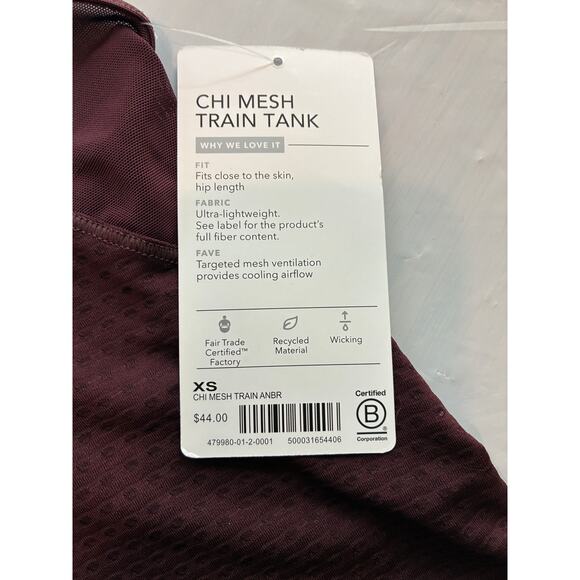 CHI MESH
TRAIN TANK
WHY WE LOVE IT
FIT
Fits close to the skin,
hip length
FABRIC
Ultra-lightweight.
See label for the product's
full fiber content.
FAVE
Targeted mesh ventilation
provides cooling airflow
Fair Trade
Certified™
Factory
Recycled
Material
Wicking
XS
CHI MESH TRAIN ANBR
$44.00
479980-01-2-0001 500031654406
Certified
B
®
Corporation